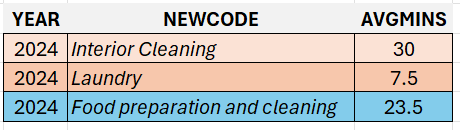 YEAR NEWCODE AVGMINS
2024 Interior Cleaning 30
2024 Laundry 7.5
2024 Food preparation and cleaning 23.5